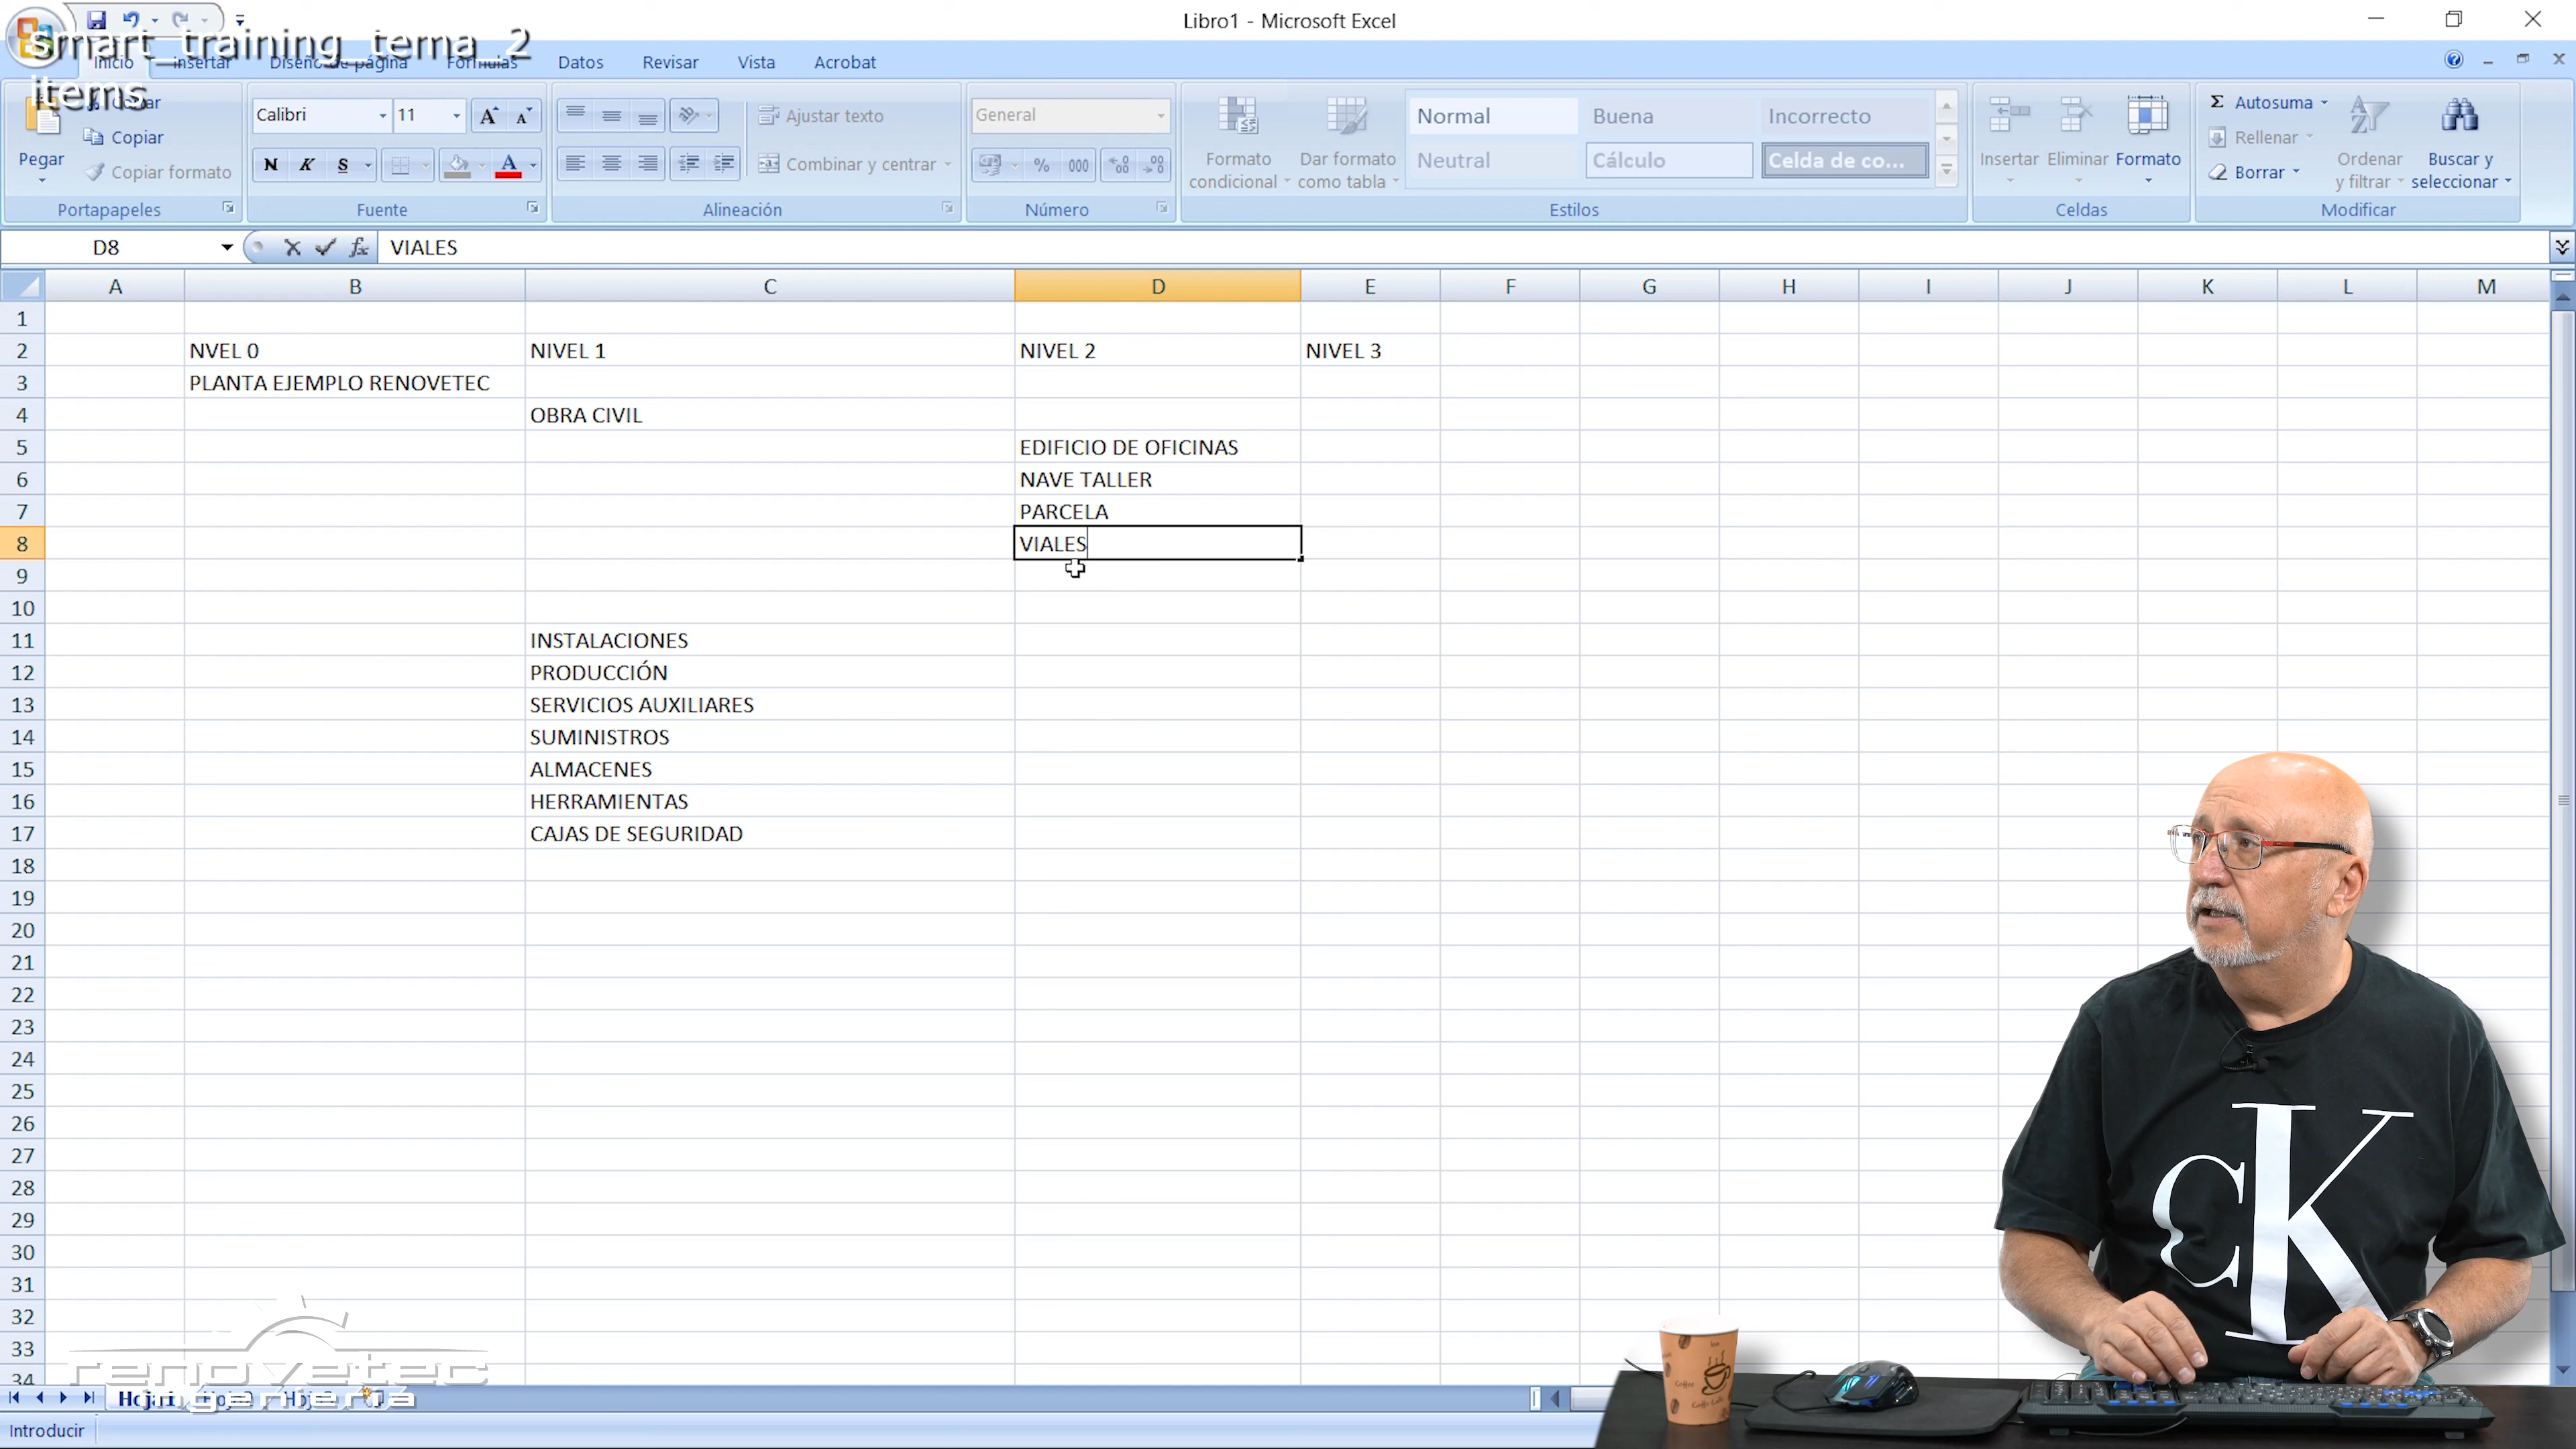 Libro1 - Microsoft Excel
smart_training_tema_2
items
Inicio Insertar Diseño de página Fórmulas Datos Revisar Vista Acrobat
Pegar
Copiar
Copiar formato
Portapapeles
Calibri 11
N K S
Fuente
Ajustar texto
Combinar y centrar
Alineación
General
% 000
Número
Formato condicional
Dar formato como tabla
Normal Buena Incorrecto
Neutral Cálculo Celda de co...
Estilos
Insertar Eliminar Formato
Celdas
Σ Autosuma
Rellenar
Borrar
Ordenar y filtrar
Buscar y seleccionar
Modificar
D8 fx VIALES
A B C D E F G H I J K L M
1
2 NVEL 0 NIVEL 1 NIVEL 2 NIVEL 3
3 PLANTA EJEMPLO RENOVETEC
4 OBRA CIVIL
5 EDIFICIO DE OFICINAS
6 NAVE TALLER
7 PARCELA
8 VIALES
9
10
11 INSTALACIONES
12 PRODUCCIÓN
13 SERVICIOS AUXILIARES
14 SUMINISTROS
15 ALMACENES
16 HERRAMIENTAS
17 CAJAS DE SEGURIDAD
18
19
20
21
22
23
24
25
26
27
28
29
30
31
32
33
34
renovetec
ingeniería
Hoja1
Introducir
CK
Coffee